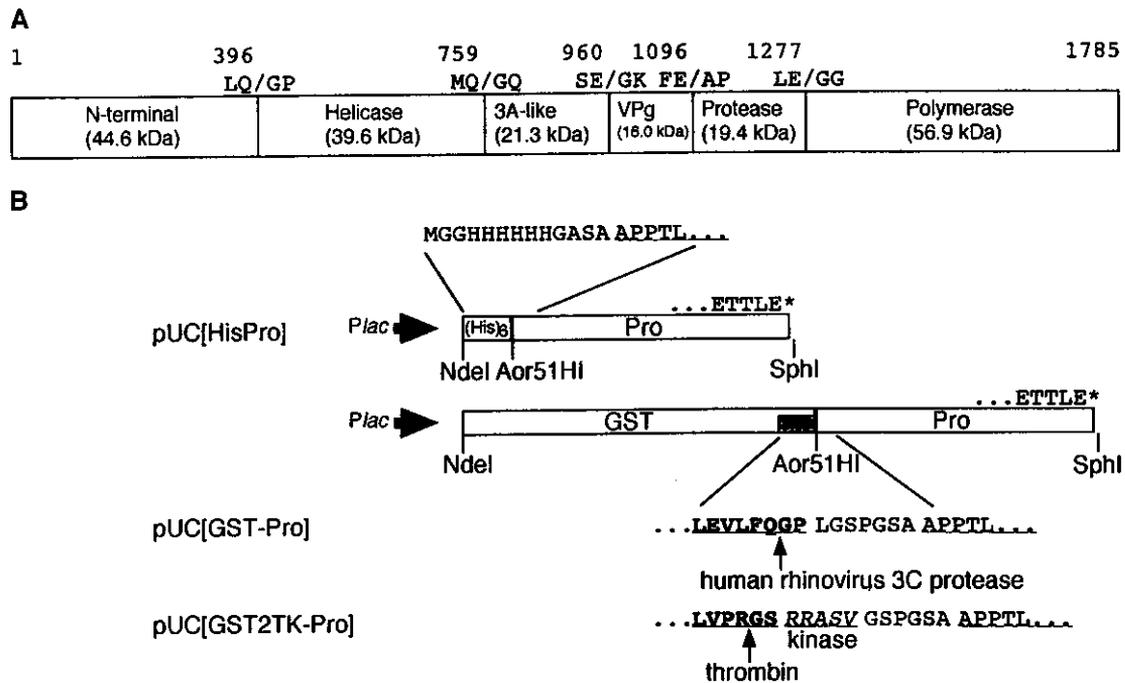 A
1 396 759 960 1096 1277 1785
LQ/GP MQ/GQ SE/GK FE/AP LE/GG
N-terminal Helicase 3A-like VPg Protease Polymerase
(44.6 kDa) (39.6 kDa) (21.3 kDa) (16.0 kDa) (19.4 kDa) (56.9 kDa)
B
MGGHHHHHHGASA APPTL...
...ETTLE*
pUC[HisPro] Plac (His)6 Pro
NdeI Aor51HI SphI
...ETTLE*
Plac GST Pro
NdeI Aor51HI SphI
pUC[GST-Pro] ...LEVLFQGP LGSPGSA APPTL...
human rhinovirus 3C protease
pUC[GST2TK-Pro] ...LVPRGS RRASV GSPGSA APPTL...
kinase
thrombin